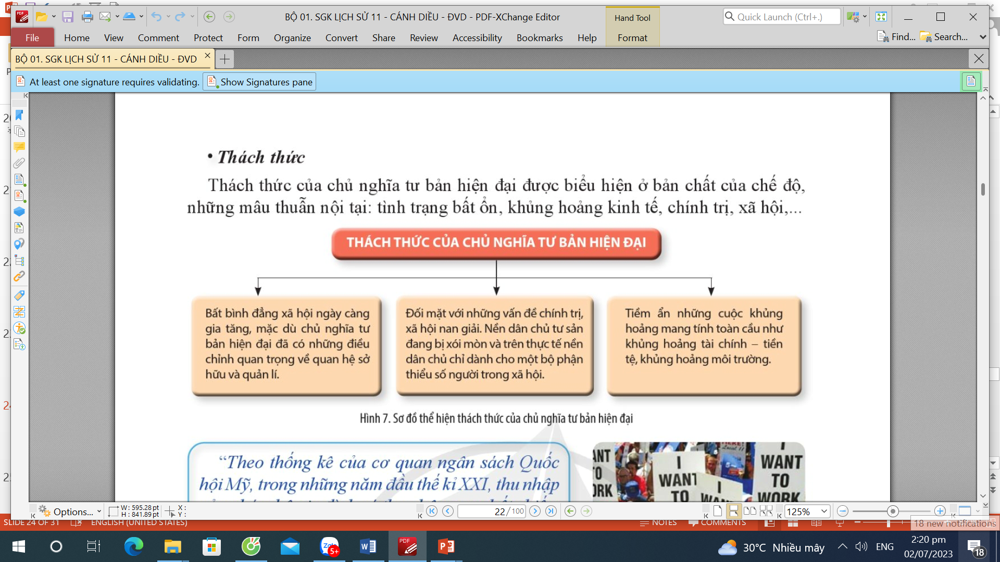 BỘ 01. SGK LỊCH SỬ 11 - CÁNH DIỀU - ĐVD - PDF-XChange Editor
Hand Tool
Quick Launch (Ctrl+.)
File Home View Comment Protect Form Organize Convert Share Review Accessibility Bookmarks Help Format
Find... Search...
BỘ 01. SGK LỊCH SỬ 11 - CÁNH DIỀU - ĐVD
At least one signature requires validating. Show Signatures pane
• Thách thức
Thách thức của chủ nghĩa tư bản hiện đại được biểu hiện ở bản chất của chế độ,
những mâu thuẫn nội tại: tình trạng bất ổn, khủng hoảng kinh tế, chính trị, xã hội,...
THÁCH THỨC CỦA CHỦ NGHĨA TƯ BẢN HIỆN ĐẠI
Bất bình đẳng xã hội ngày càng
gia tăng, mặc dù chủ nghĩa tư
bản hiện đại đã có những điều
chỉnh quan trọng về quan hệ sở
hữu và quản lí.
Đối mặt với những vấn đề chính trị,
xã hội nan giải. Nền dân chủ tư sản
đang bị xói mòn và trên thực tế nền
dân chủ chỉ dành cho một bộ phận
thiểu số người trong xã hội.
Tiềm ẩn những cuộc khủng
hoảng mang tính toàn cầu như
khủng hoảng tài chính – tiền
tệ, khủng hoảng môi trường.
Hình 7. Sơ đồ thể hiện thách thức của chủ nghĩa tư bản hiện đại
“Theo thống kê của cơ quan ngân sách Quốc
hội Mỹ, trong những năm đầu thế kỉ XXI, thu nhập
I
WANT
TO
I
WANT
TO
WORK
Options...
W: 595.28 pt
H: 841.89 pt
X:
Y:
22 / 100
125%
SLIDE 24 OF 31 ENGLISH (UNITED STATES) NOTES COMMENTS
18 new notifications
Zalo 5+
PDF
30°C Nhiều mây
ENG
2:20 pm
02/07/2023
18